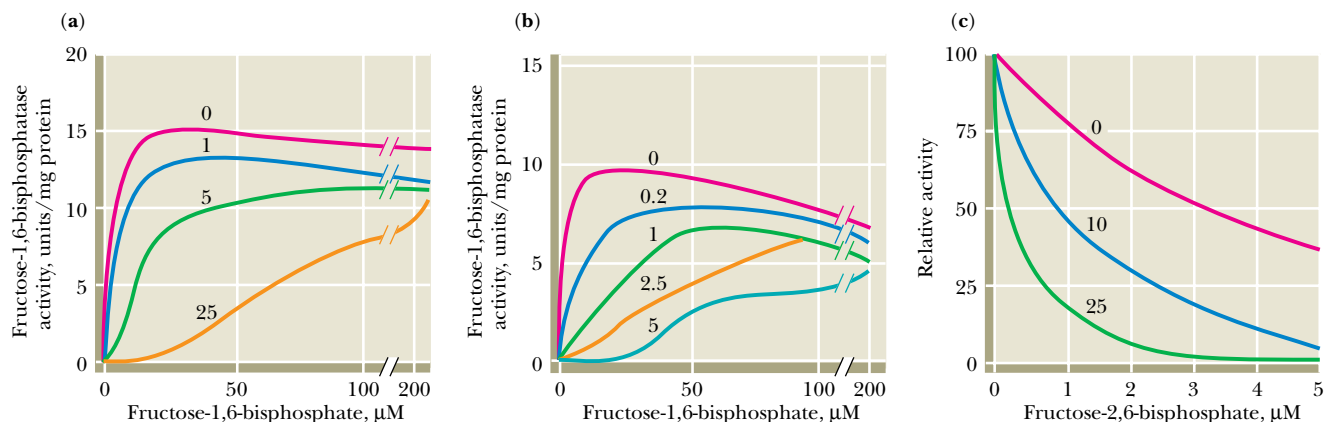 (a)
Fructose-1,6-bisphosphatase
activity, units/mg protein
20
15
10
5
0
0
1
5
25
0 50 100 200
Fructose-1,6-bisphosphate, μM
(b)
Fructose-1,6-bisphosphatase
activity, units/mg protein
15
10
5
0
0
0.2
1
2.5
5
0 50 100 200
Fructose-1,6-bisphosphate, μM
(c)
Relative activity
100
75
50
25
0
0
10
25
0 1 2 3 4 5
Fructose-2,6-bisphosphate, μM